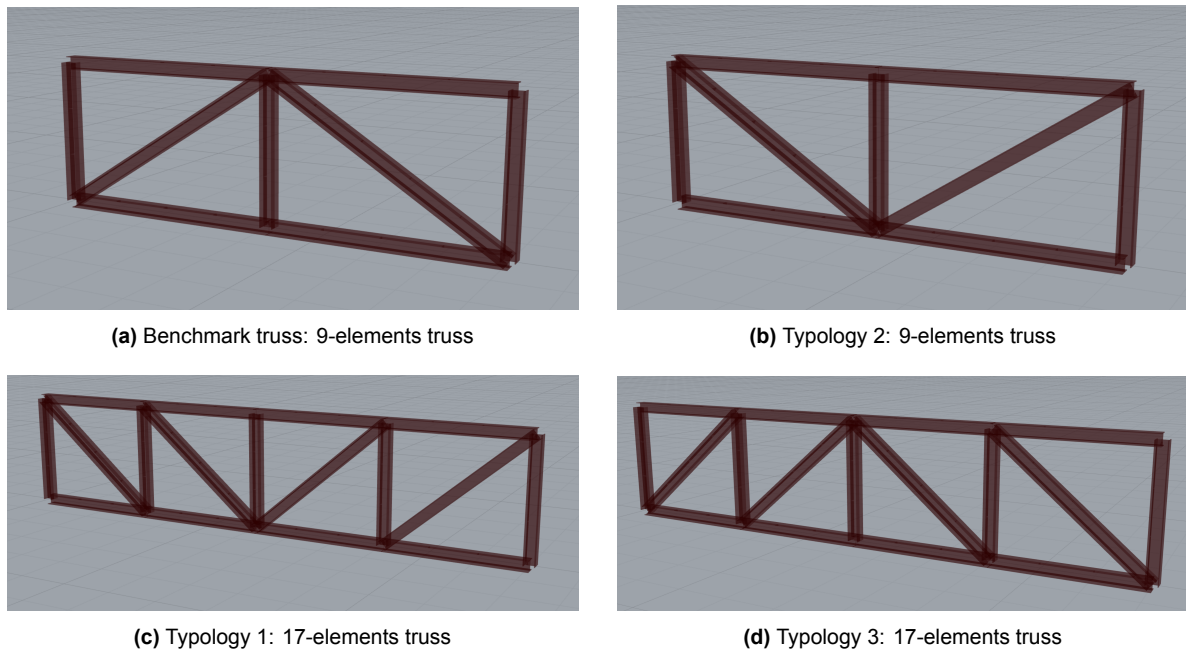 (a) Benchmark truss: 9-elements truss
(b) Typology 2: 9-elements truss
(c) Typology 1: 17-elements truss
(d) Typology 3: 17-elements truss